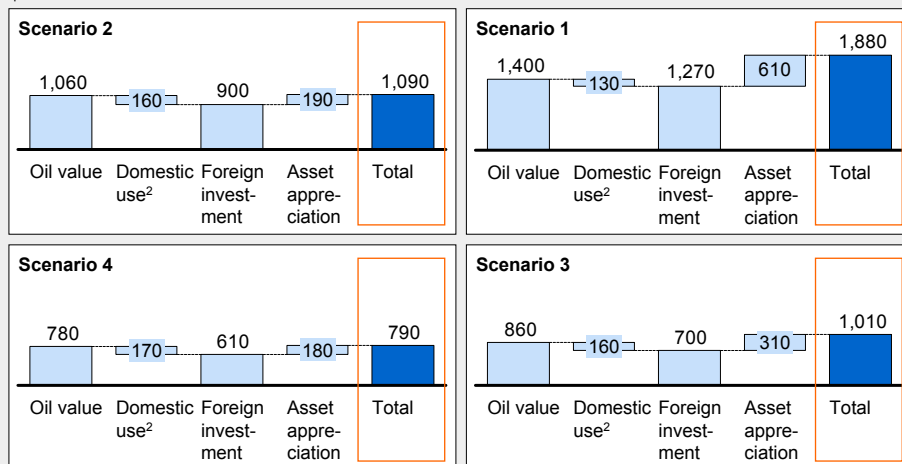 Scenario 2
1,060
160
900
190
1,090
Oil value
Domestic
use²
Foreign
invest-
ment
Asset
appre-
ciation
Total
Scenario 1
1,400
130
1,270
610
1,880
Oil value
Domestic
use²
Foreign
invest-
ment
Asset
appre-
ciation
Total
Scenario 4
780
170
610
180
790
Oil value
Domestic
use²
Foreign
invest-
ment
Asset
appre-
ciation
Total
Scenario 3
860
160
700
310
1,010
Oil value
Domestic
use²
Foreign
invest-
ment
Asset
appre-
ciation
Total